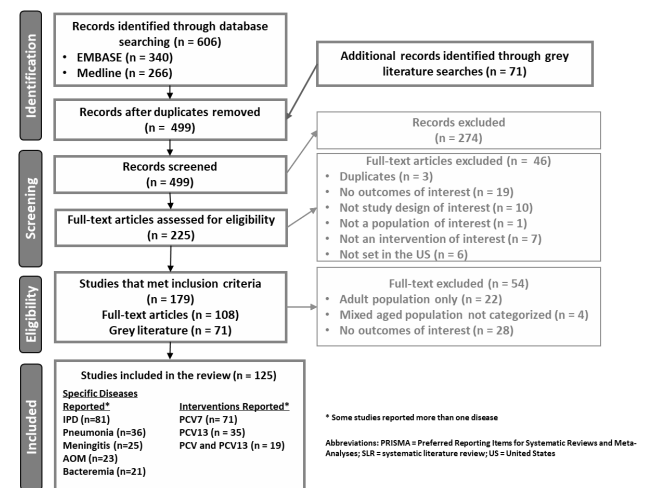 Identification
Records identified through database
searching (n = 606)
• EMBASE (n = 340)
• Medline (n = 266)
Additional records identified through grey
literature searches (n = 71)
Records after duplicates removed
(n = 499)
Screening
Records screened
(n = 499)
Records excluded
(n = 274)
Full-text articles assessed for eligibility
(n = 225)
Full-text articles excluded (n = 46)
• Duplicates (n = 3)
• No outcomes of interest (n = 19)
• Not study design of interest (n = 10)
• Not a population of interest (n = 1)
• Not an intervention of interest (n = 7)
• Not set in the US (n = 6)
Eligibility
Studies that met inclusion criteria
(n = 179)
Full-text articles (n = 108)
Grey literature (n = 71)
Full-text excluded (n = 54)
• Adult population only (n = 22)
• Mixed aged population not categorized (n = 4)
• No outcomes of interest (n = 28)
Included
Studies included in the review (n = 125)
Specific Diseases
Reported*
IPD (n=81)
Pneumonia (n=36)
Meningitis (n=25)
AOM (n=23)
Bacteremia (n=21)
Interventions Reported*
PCV7 (n= 71)
PCV13 (n = 35)
PCV and PCV13 (n = 19)
* Some studies reported more than one disease
Abbreviations: PRISMA = Preferred Reporting Items for Systematic Reviews and Meta-
Analyses; SLR = systematic literature review; US = United States